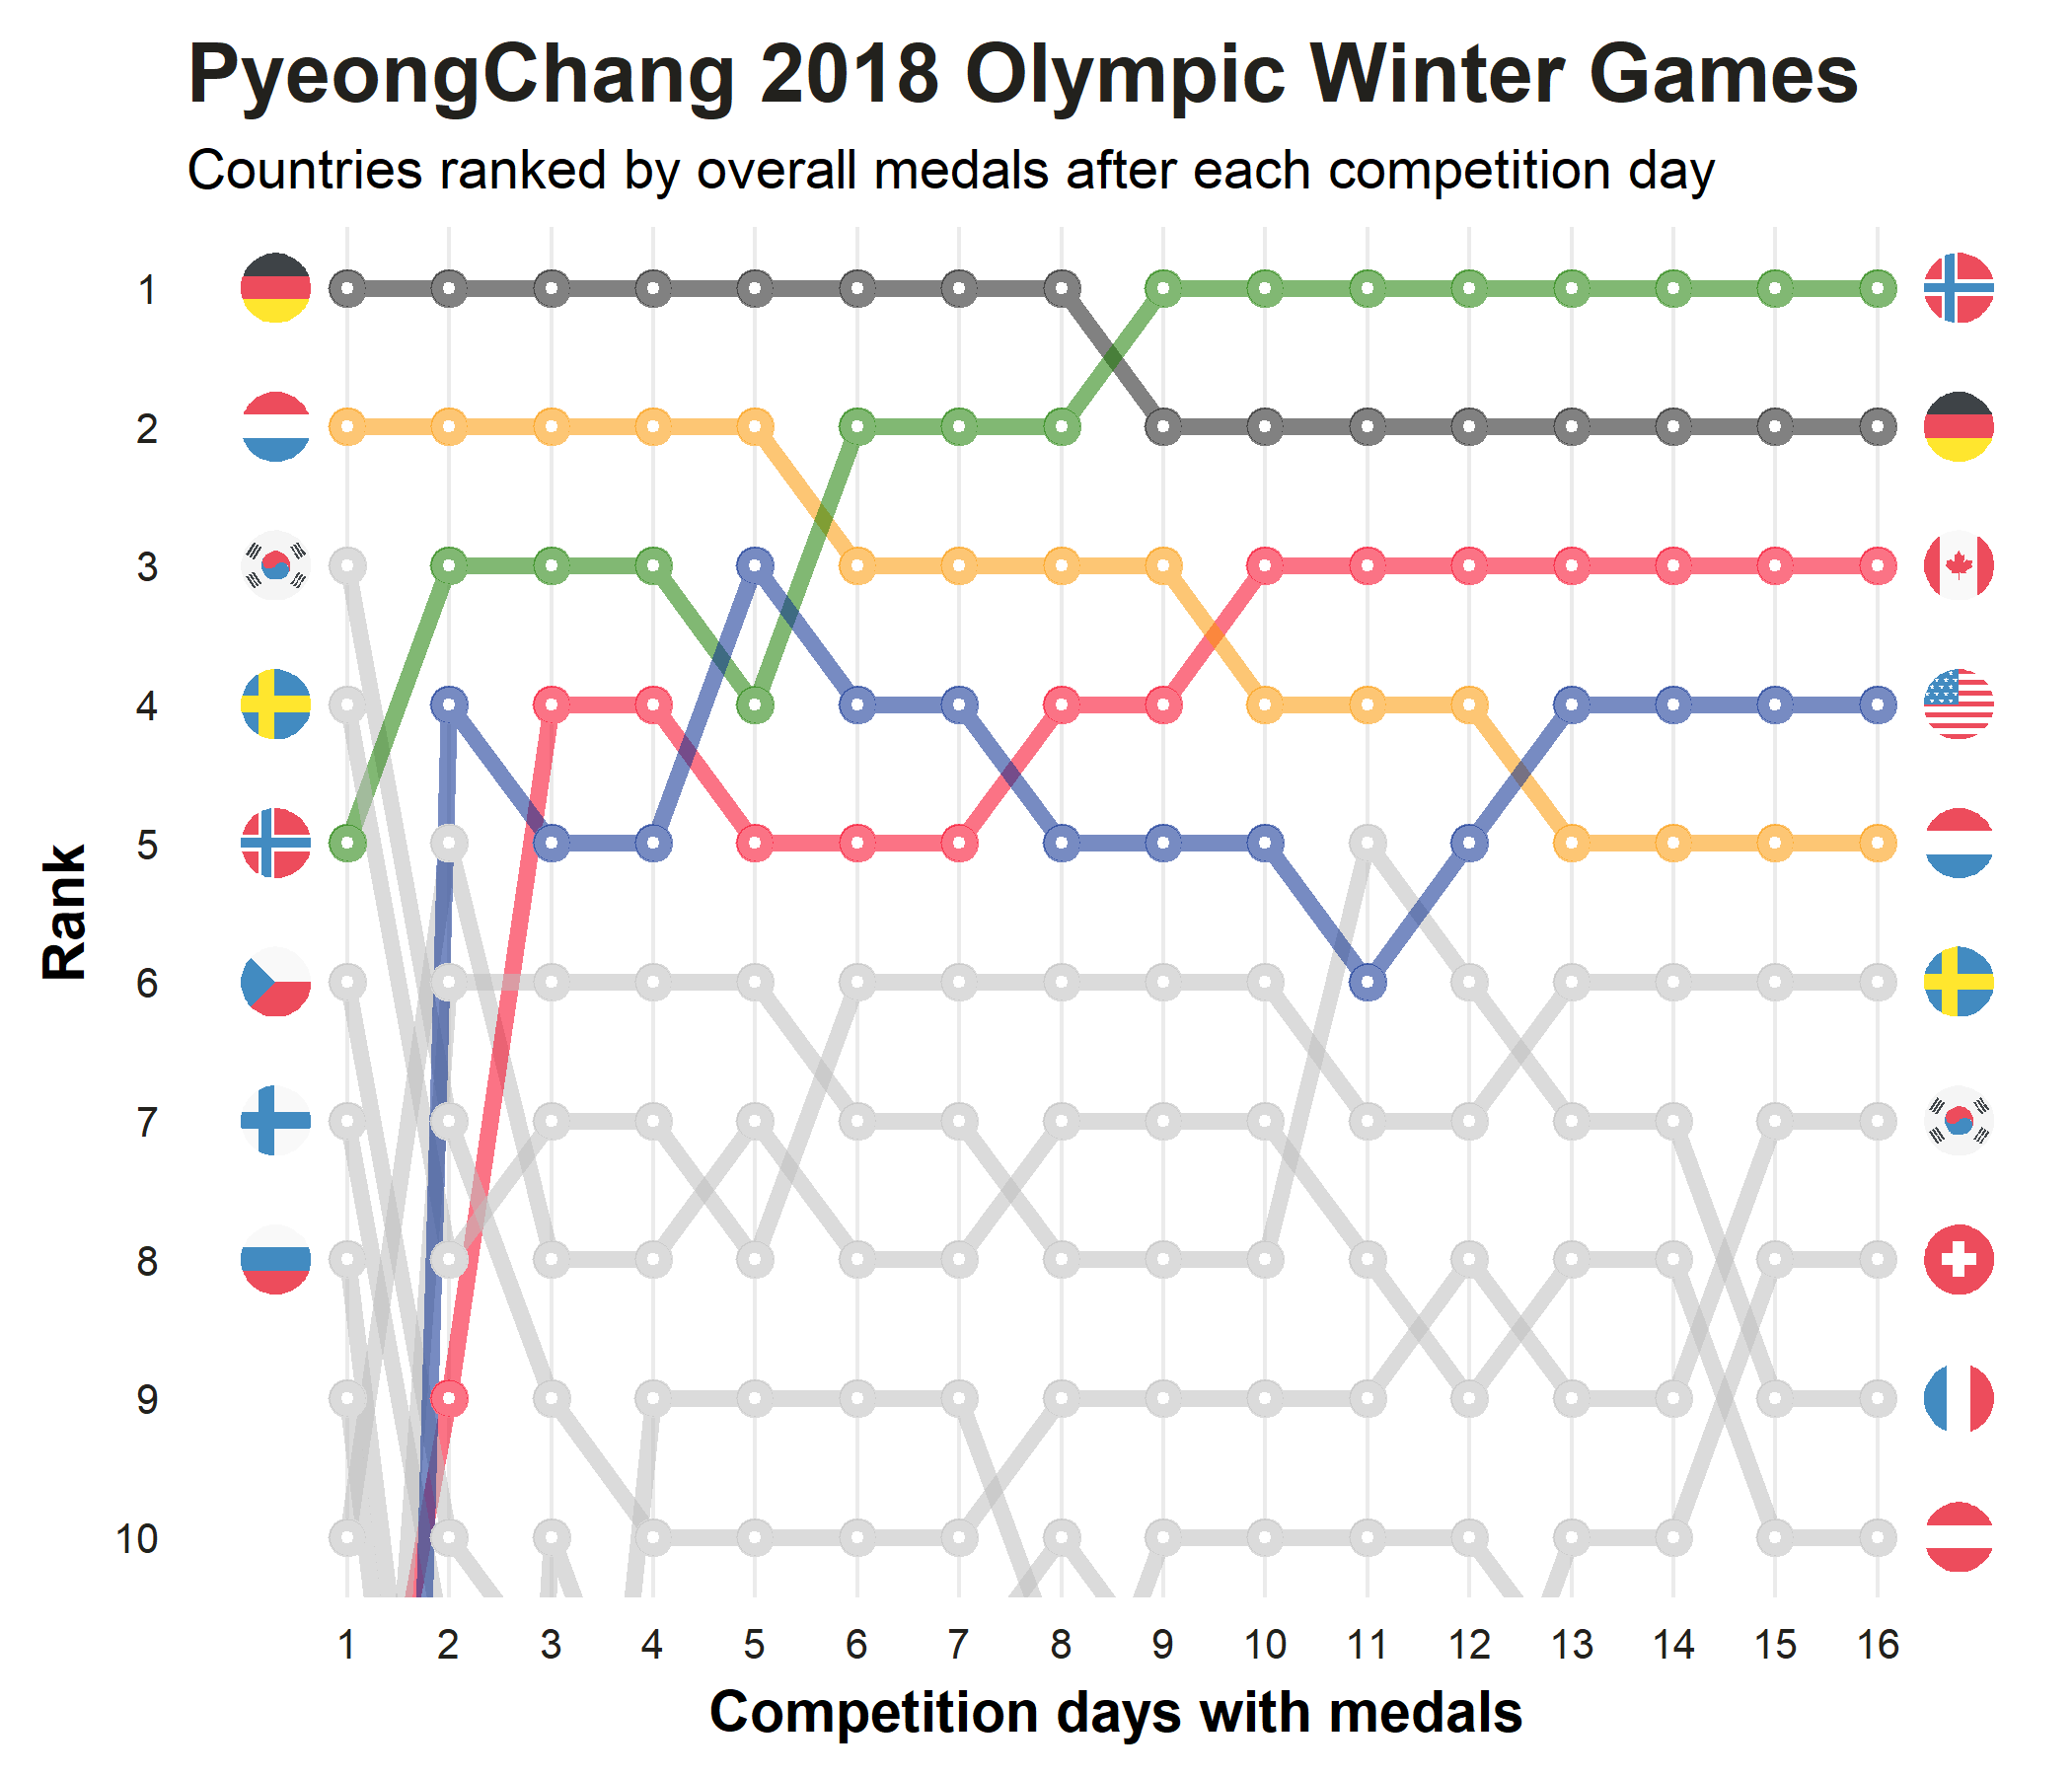 PyeongChang 2018 Olympic Winter Games
Countries ranked by overall medals after each competition day
Rank
1
2
3
4
5
6
7
8
9
10
1 2 3 4 5 6 7 8 9 10 11 12 13 14 15 16
Competition days with medals